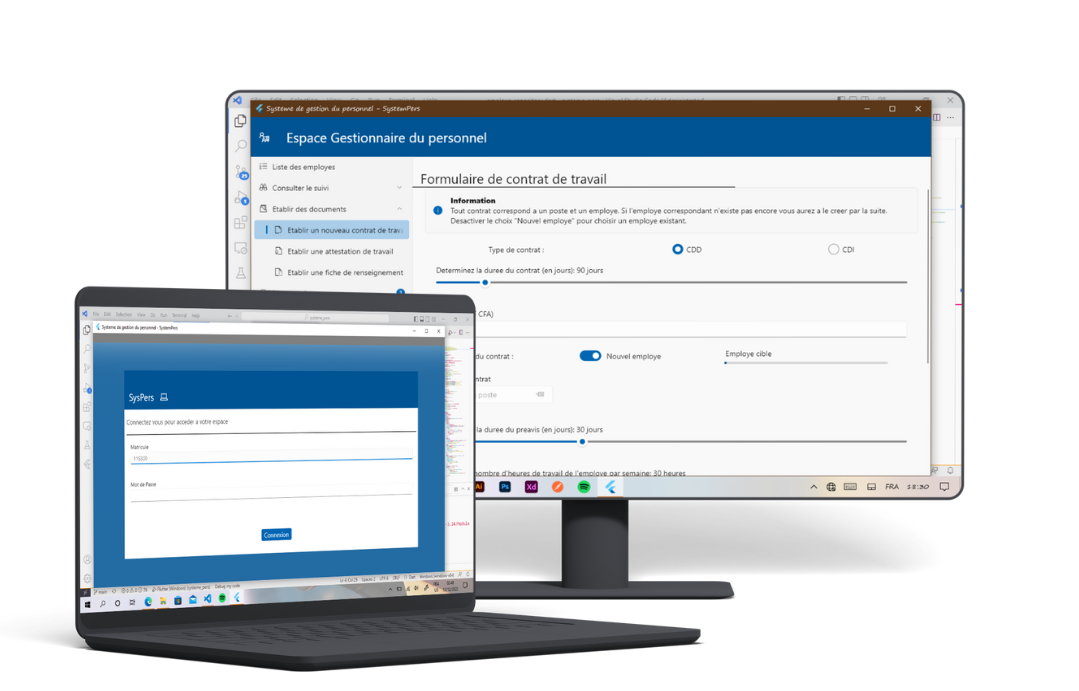 Systeme de gestion du personnel - SystemPers
Espace Gestionnaire du personnel
Liste des employes
Consulter le suivi
Etablir des documents
Etablir un nouveau contrat de trav
Etablir une attestation de travail
Etablir une fiche de renseignement
Formulaire de contrat de travail
Information
Tout contrat correspond a un poste et un employe. Si l'employe correspondant n'existe pas encore vous aurez a le creer par la suite.
Desactiver le choix "Nouvel employe" pour choisir un employe existant.
Type de contrat :
CDD
CDI
Determinez la duree du contrat (en jours): 90 jours
CFA)
du contrat :
Nouvel employe
Employe cible
ntrat
poste
la duree du preavis (en jours): 30 jours
nombre d'heures de travail de l'employe par semaine: 30 heures
Ai
Ps
Xd
FRA
18:30
File Edit Selection View Go Run Terminal Help
systeme_pers
Systeme de gestion du personnel - SystemPers
SysPers
Connectez vous pour acceder a votre espace
Matricule
Mot de Passe
Connexion